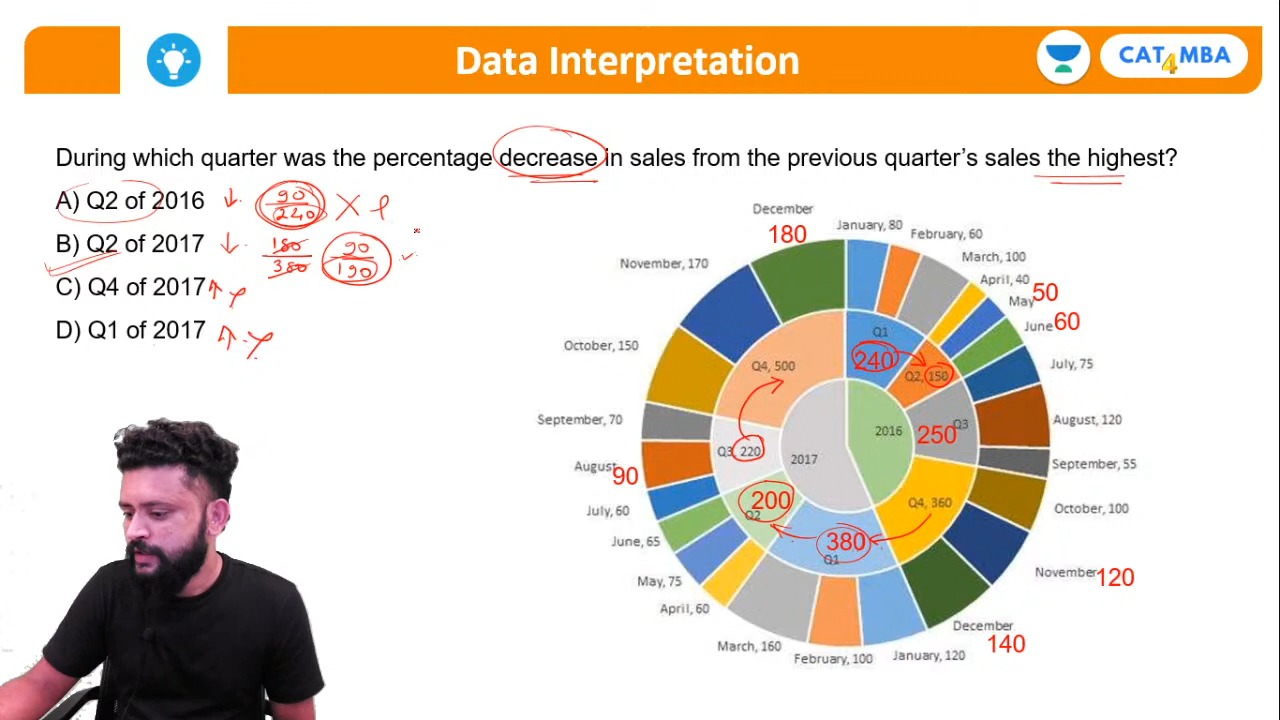 Data Interpretation
CAT4MBA
During which quarter was the percentage decrease in sales from the previous quarter's sales the highest?
A) Q2 of 2016
90
240
B) Q2 of 2017
180
380
90
190
C) Q4 of 2017
D) Q1 of 2017
December
180
January, 80
February, 60
March, 100
April, 40
May
50
June
60
July, 75
August, 120
September, 55
October, 100
November
120
December
140
January, 120
February, 100
March, 160
April, 60
May, 75
June, 65
July, 60
August
90
September, 70
October, 150
November, 170
Q1
240
Q2, 150
Q3
250
Q4, 360
Q1
380
Q2
200
Q3 220
Q4, 500
2016
2017